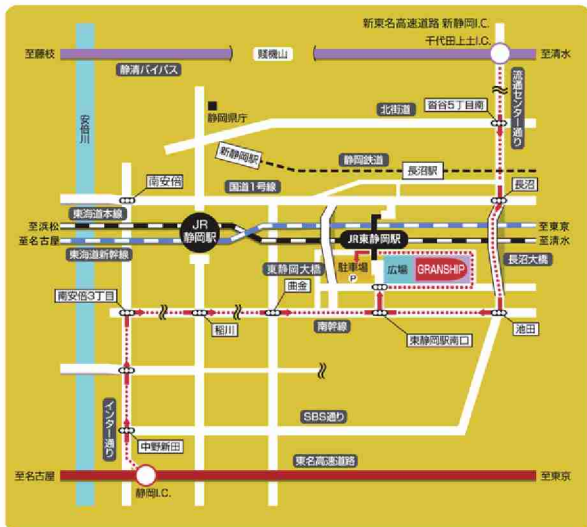 新東名高速道路 新静岡I.C.
千代田上土I.C.
至藤枝
賤機山
至清水
静清バイパス
流通センター通り
安倍川
静岡県庁
北街道
沓谷5丁目南
新静岡駅
静岡鉄道
長沼駅
南安倍
国道1号線
長沼
東海道本線
至浜松
至名古屋
東海道新幹線
JR
静岡駅
JR東静岡駅
至東京
至清水
東静岡大橋
駐車場
P
広場
GRANSHIP
長沼大橋
南安倍3丁目
曲金
稲川
南幹線
東静岡駅南口
池田
インター通り
中野新田
SBS通り
至名古屋
東名高速道路
至東京
静岡I.C.